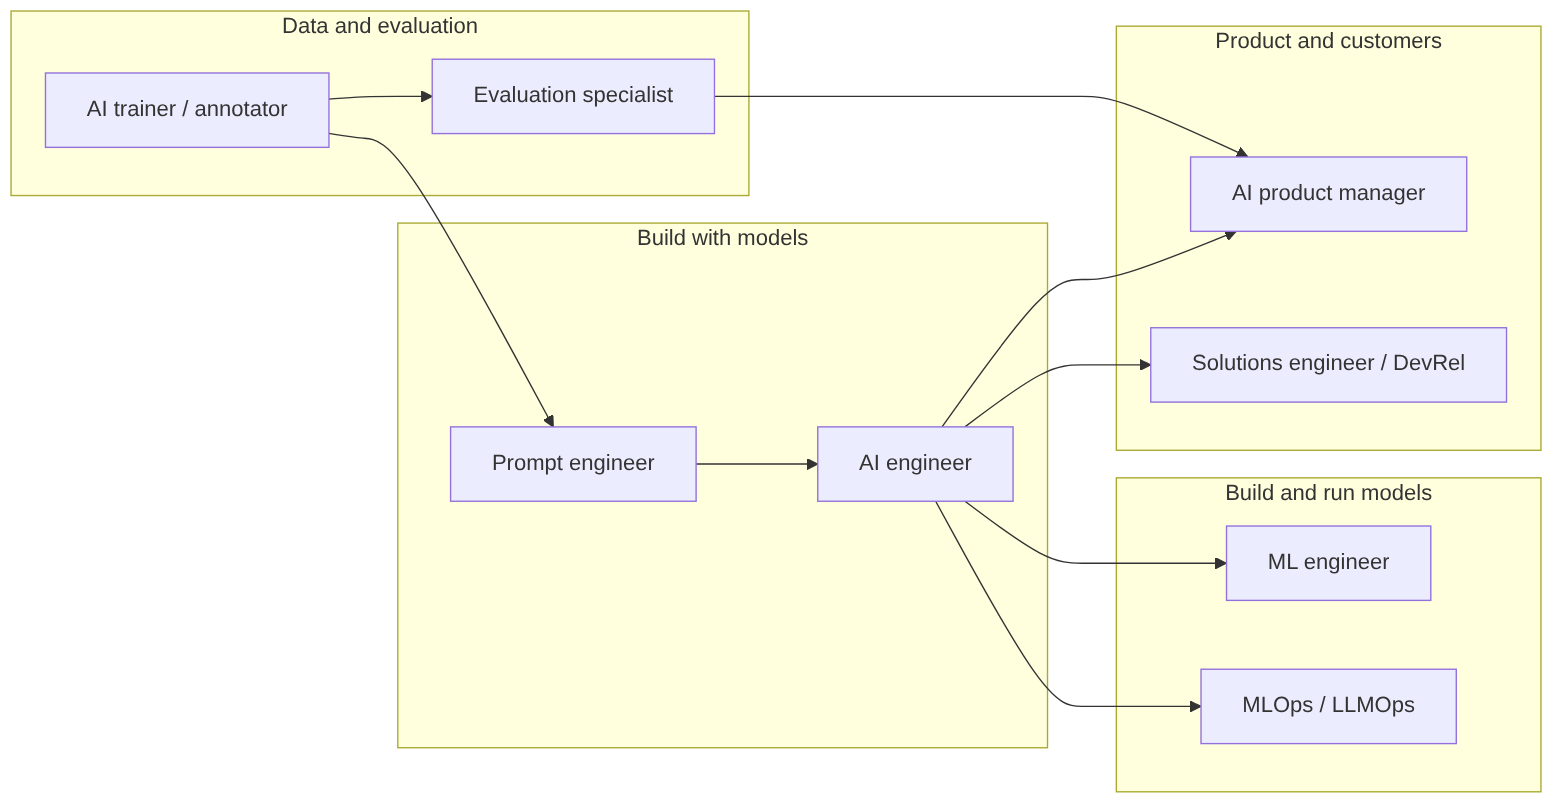 Data and evaluation
AI trainer / annotator
Evaluation specialist
Build with models
Prompt engineer
AI engineer
Product and customers
AI product manager
Solutions engineer / DevRel
Build and run models
ML engineer
MLOps / LLMOps